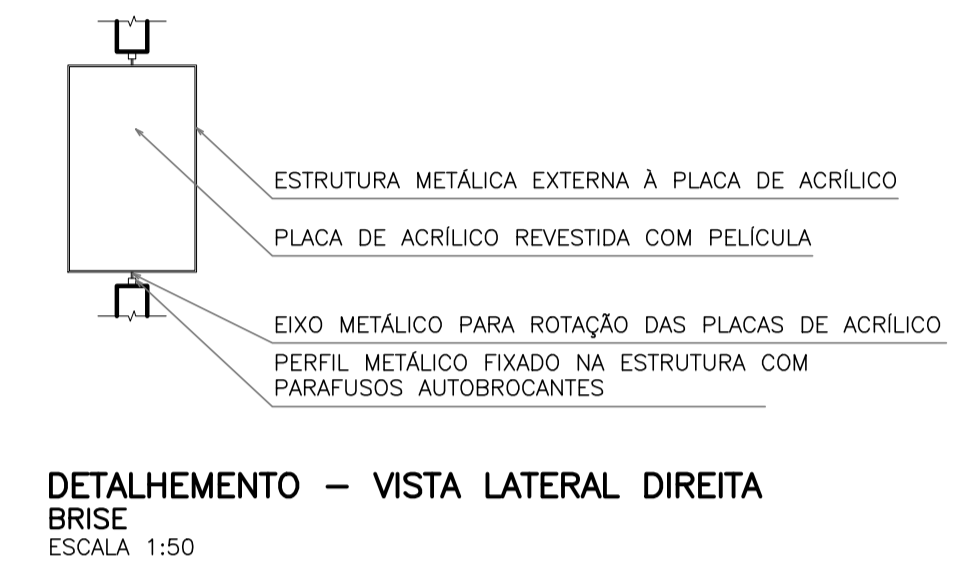 ESTRUTURA METÁLICA EXTERNA À PLACA DE ACRÍLICO
PLACA DE ACRÍLICO REVESTIDA COM PELÍCULA
EIXO METÁLICO PARA ROTAÇÃO DAS PLACAS DE ACRÍLICO
PERFIL METÁLICO FIXADO NA ESTRUTURA COM
PARAFUSOS AUTOBROCANTES
DETALHEMENTO – VISTA LATERAL DIREITA
BRISE
ESCALA 1:50